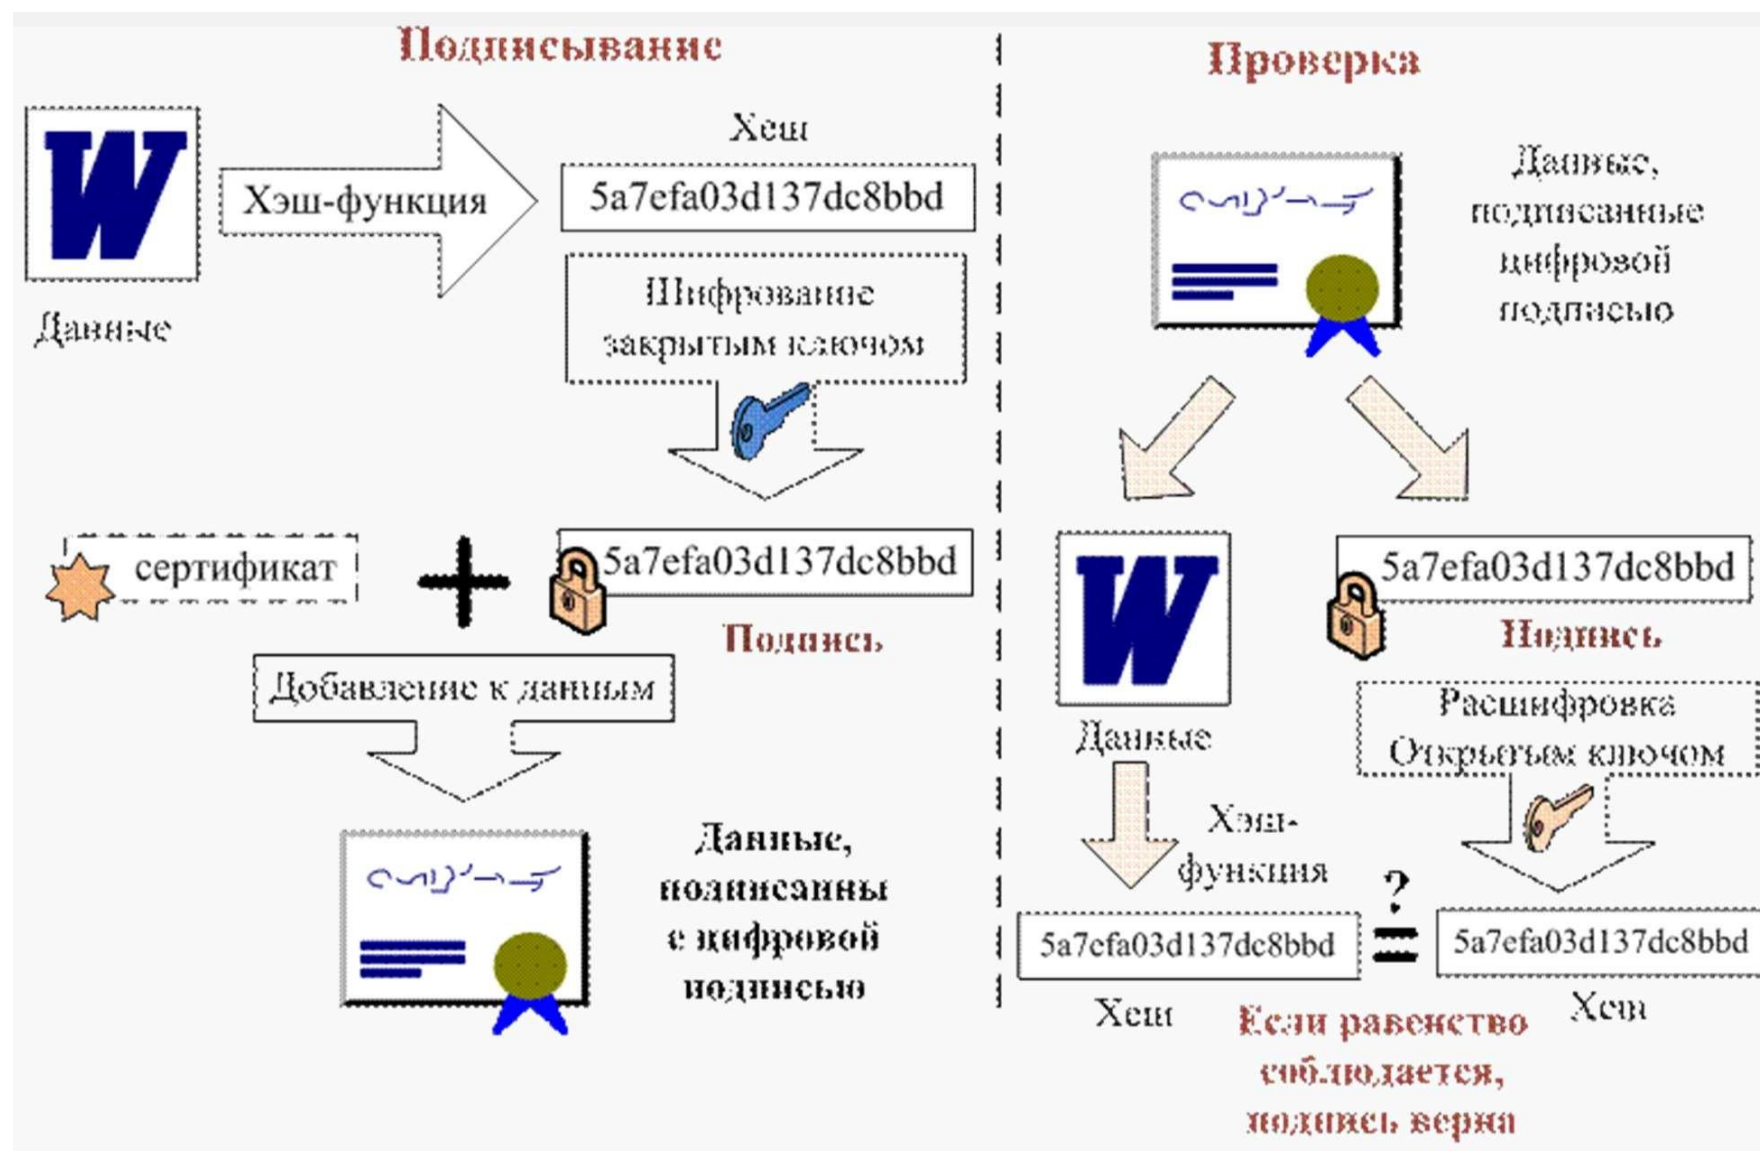 Подписывание
Хеш
5a7efa03d137dc8bbd
Хэш-функция
Данные
Шифрование
закрытым ключом
сертификат
5a7efa03d137dc8bbd
Подпись
Добавление к данным
Данные,
подписанны
е цифровой
подписью
Проверка
Данные,
подписанные
цифровой
подписью
5a7efa03d137dc8bbd
Подпись
Данные
Расшифровка
Открытым ключом
Хэш-
функция
?
5a7efa03d137dc8bbd
=
5a7efa03d137dc8bbd
Хеш
Хеш
Если равенство
соблюдается,
подпись верна